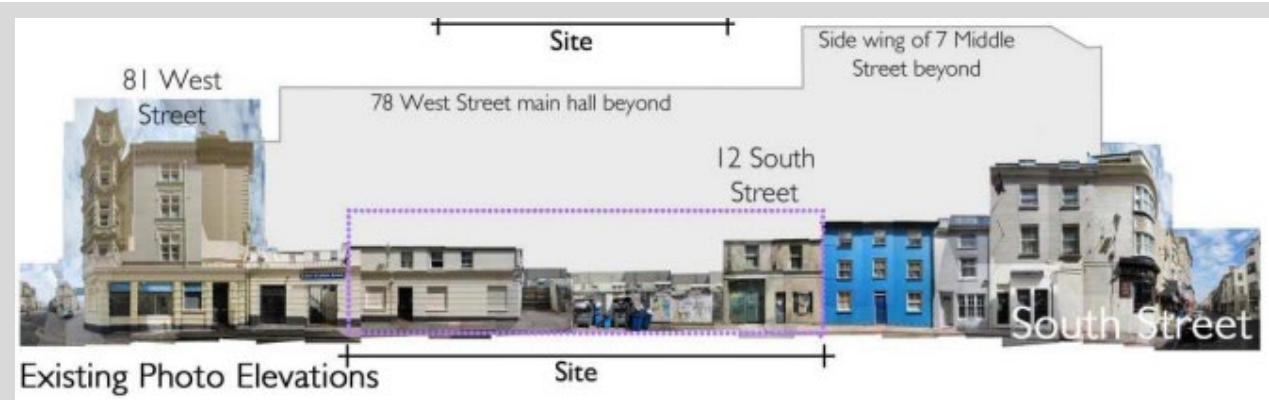 Site
Side wing of 7 Middle
Street beyond
81 West
Street
78 West Street main hall beyond
12 South
Street
South Street
Existing Photo Elevations
Site